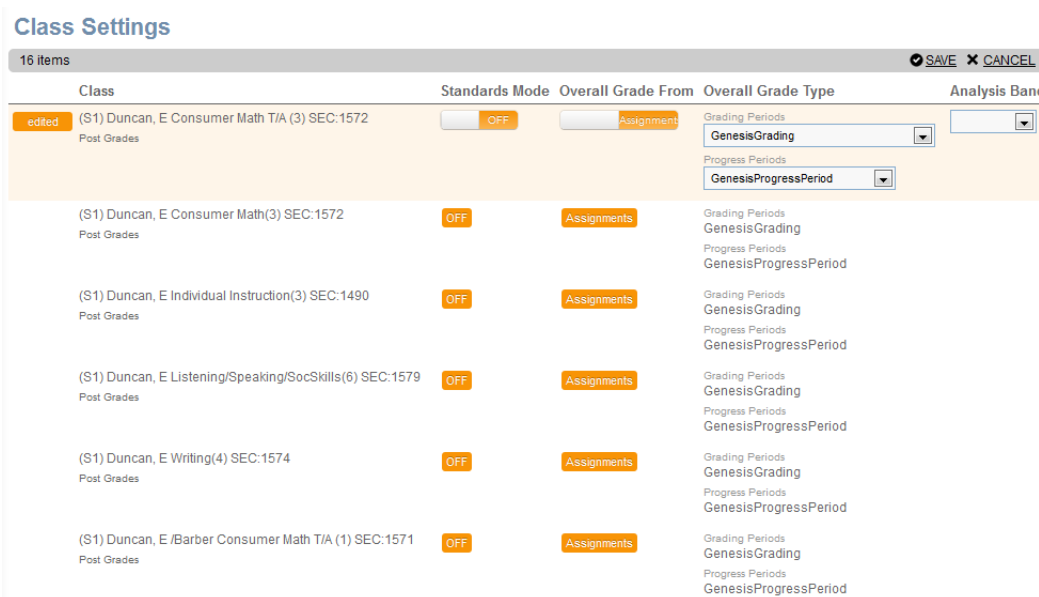 Class Settings
16 items SAVE CANCEL
Class Standards Mode Overall Grade From Overall Grade Type Analysis Band
edited (S1) Duncan, E Consumer Math T/A (3) SEC:1572 OFF Assignment Grading Periods
Post Grades GenesisGrading
Progress Periods
GenesisProgressPeriod
(S1) Duncan, E Consumer Math(3) SEC:1572 OFF Assignments Grading Periods
Post Grades GenesisGrading
Progress Periods
GenesisProgressPeriod
(S1) Duncan, E Individual Instruction(3) SEC:1490 OFF Assignments Grading Periods
Post Grades GenesisGrading
Progress Periods
GenesisProgressPeriod
(S1) Duncan, E Listening/Speaking/SocSkills(6) SEC:1579 OFF Assignments Grading Periods
Post Grades GenesisGrading
Progress Periods
GenesisProgressPeriod
(S1) Duncan, E Writing(4) SEC:1574 OFF Assignments Grading Periods
Post Grades GenesisGrading
Progress Periods
GenesisProgressPeriod
(S1) Duncan, E /Barber Consumer Math T/A (1) SEC:1571 OFF Assignments Grading Periods
Post Grades GenesisGrading
Progress Periods
GenesisProgressPeriod